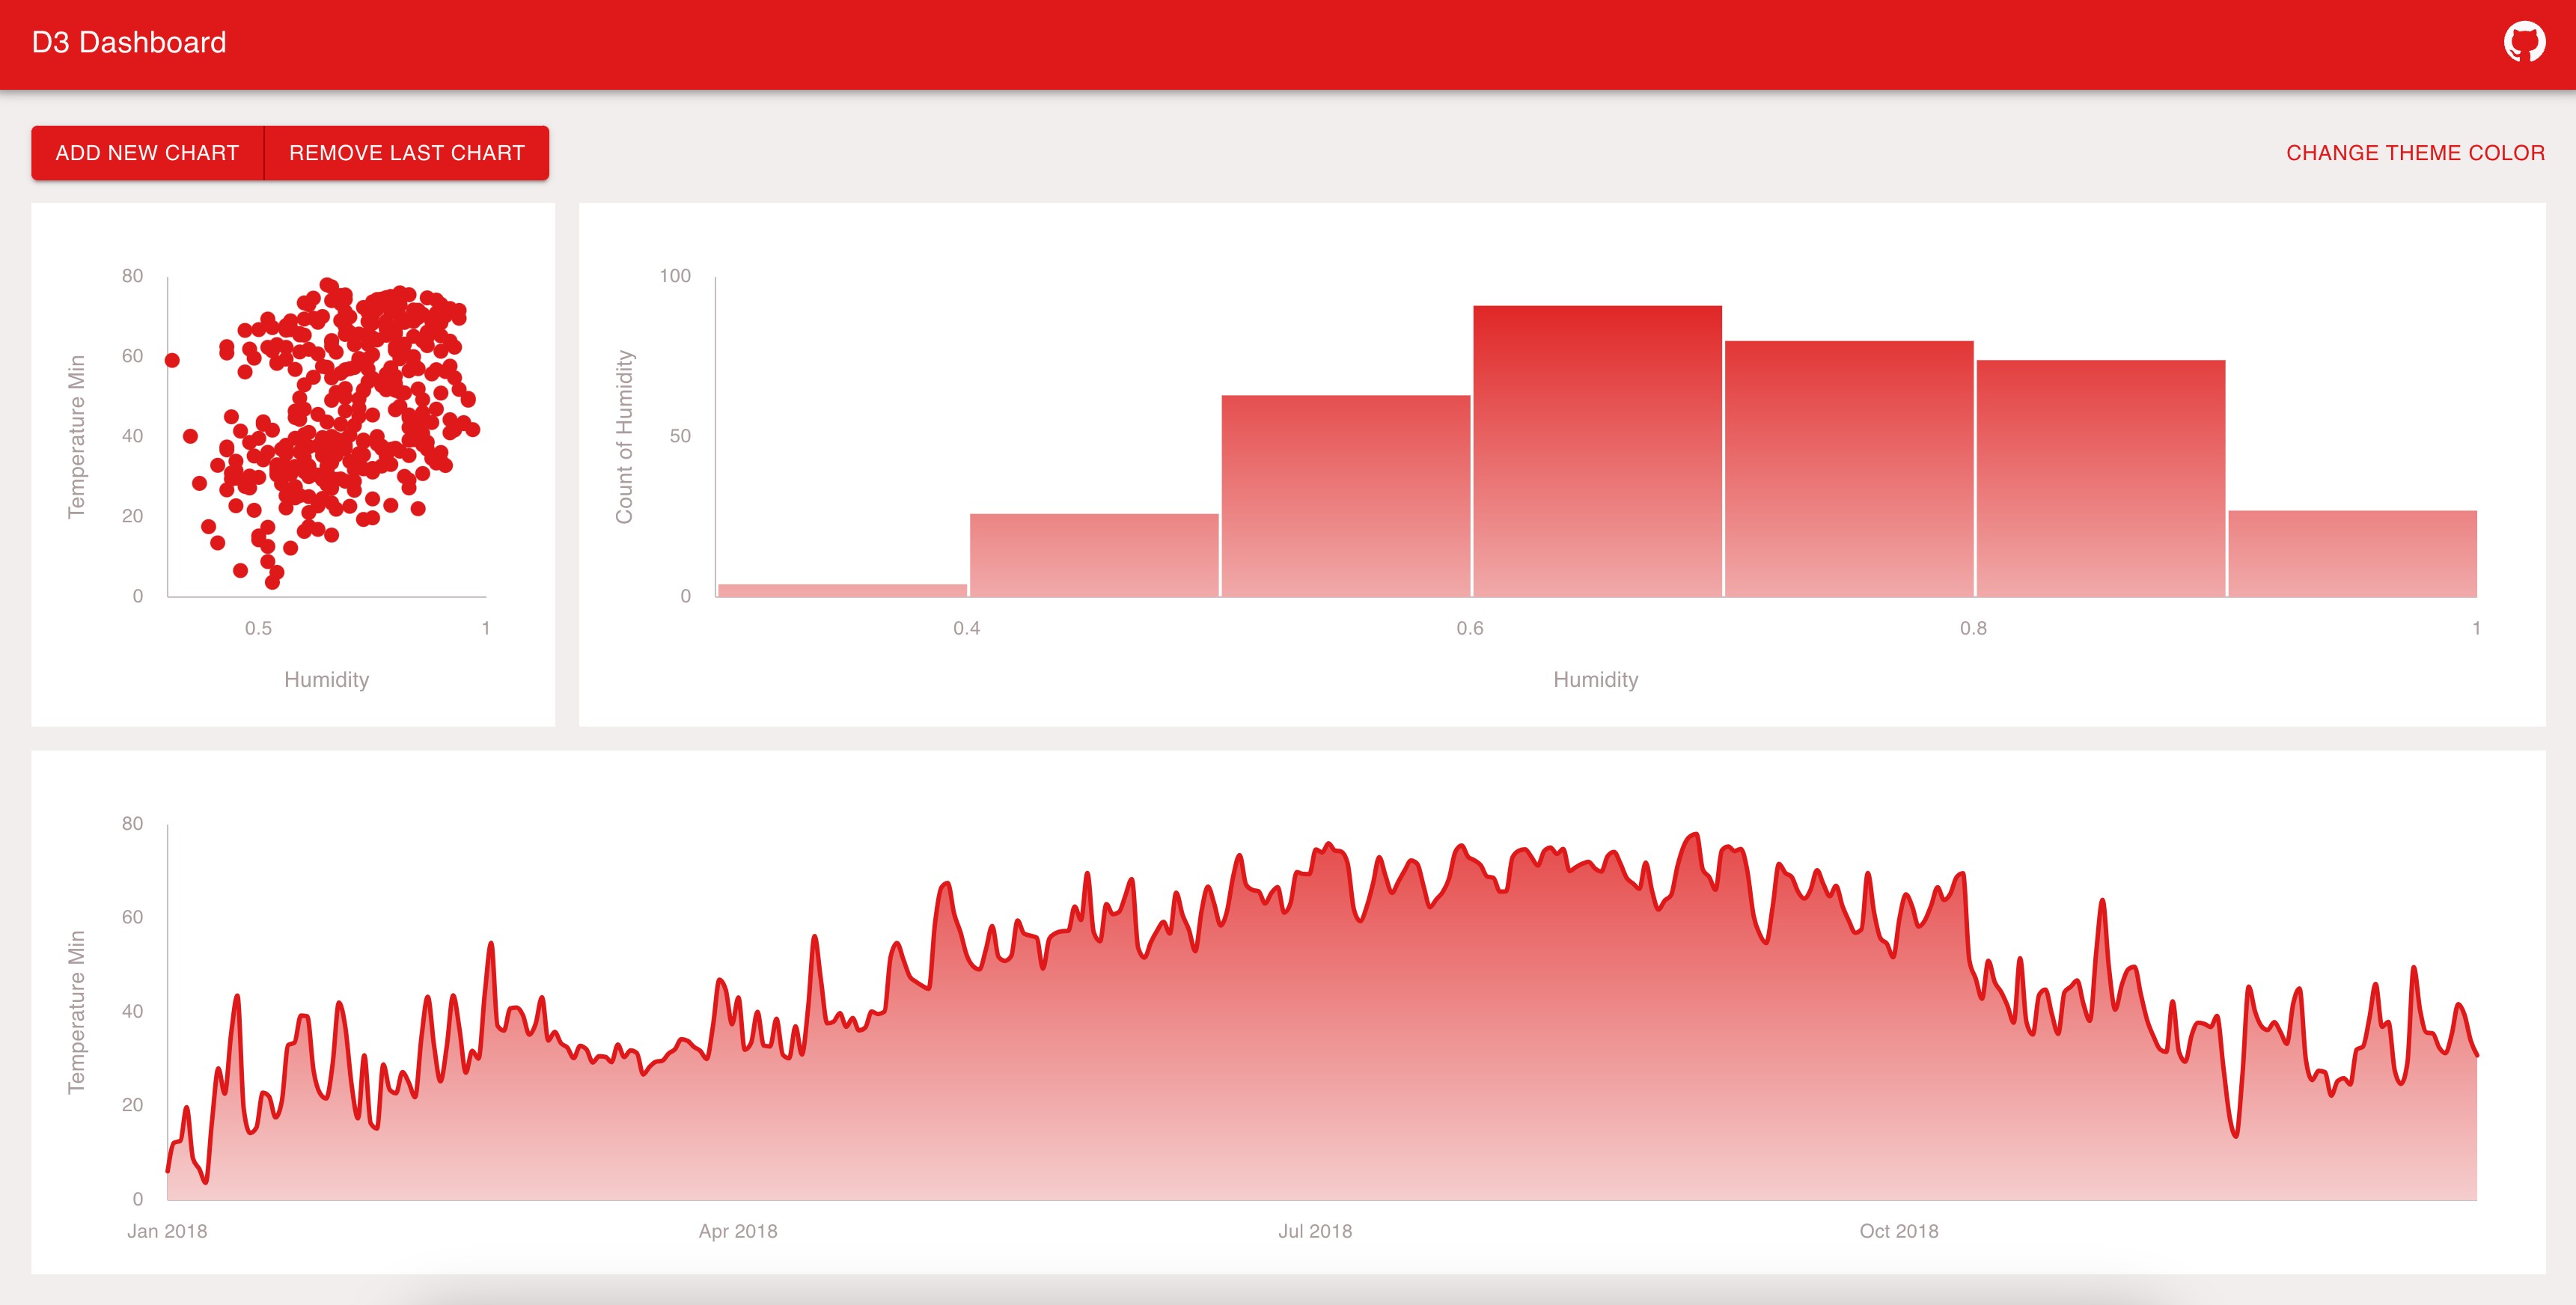 D3 Dashboard
ADD NEW CHART
REMOVE LAST CHART
CHANGE THEME COLOR
80
60
40
20
0
Temperature Min
0.5
1
Humidity
100
50
0
Count of Humidity
0.4
0.6
0.8
1
Humidity
80
60
40
20
0
Temperature Min
Jan 2018
Apr 2018
Jul 2018
Oct 2018